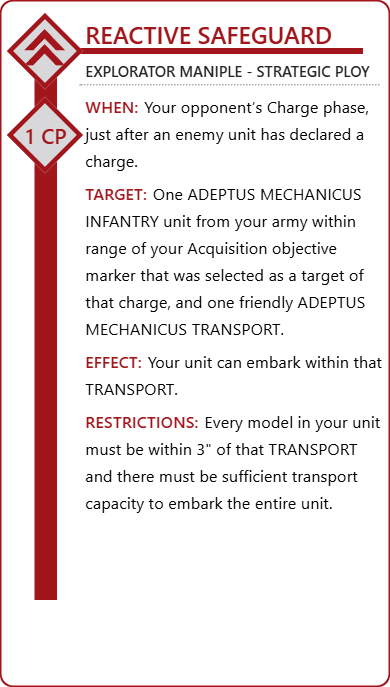 REACTIVE SAFEGUARD
EXPLORATOR MANIPLE - STRATEGIC PLOY
1 CP
WHEN: Your opponent’s Charge phase,
just after an enemy unit has declared a
charge.
TARGET: One ADEPTUS MECHANICUS
INFANTRY unit from your army within
range of your Acquisition objective
marker that was selected as a target of
that charge, and one friendly ADEPTUS
MECHANICUS TRANSPORT.
EFFECT: Your unit can embark within that
TRANSPORT.
RESTRICTIONS: Every model in your unit
must be within 3" of that TRANSPORT
and there must be sufficient transport
capacity to embark the entire unit.